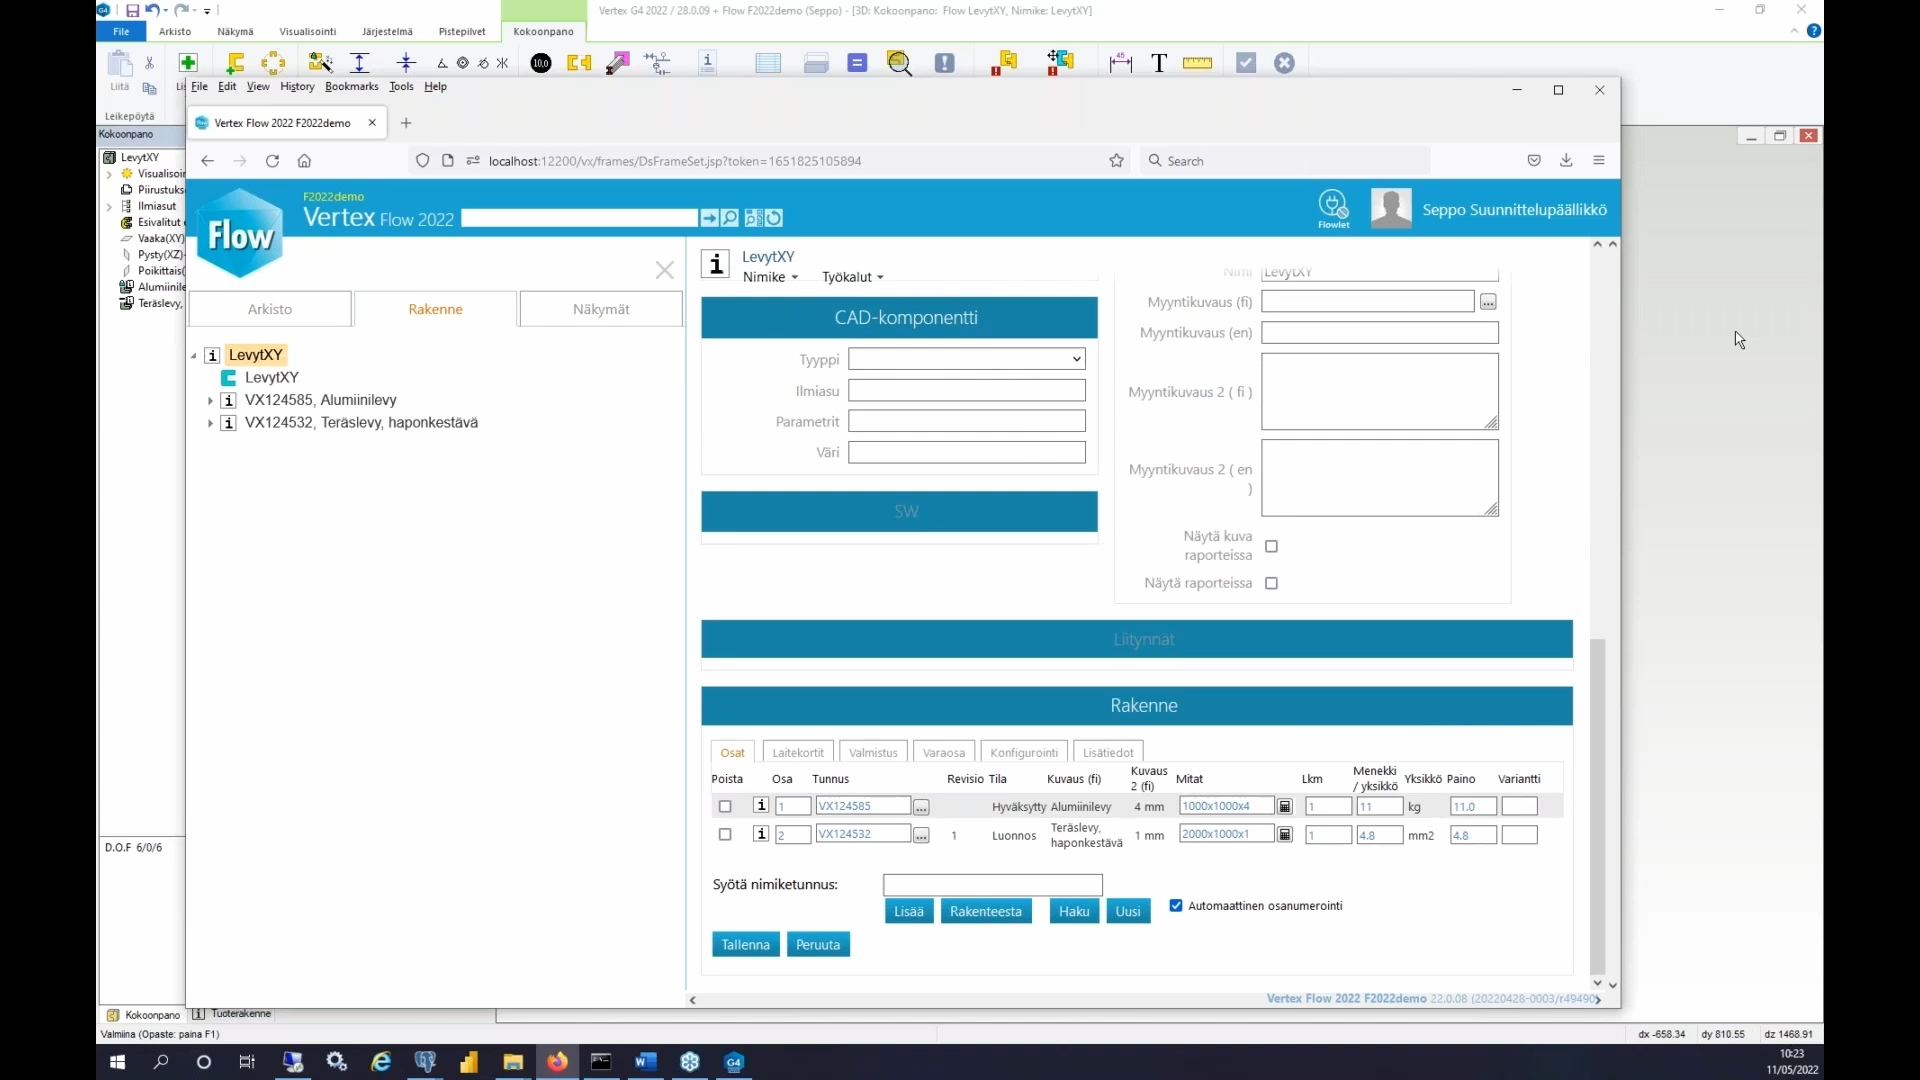 Vertex G4 2022 / 28.0.09 + Flow F2022demo (Seppo) - [3D: Kokoonpano: Flow LevytXY, Nimike: LevytXY]
File Arkisto Näkymä Visualisointi Järjestelmä Pistepilvet Kokoonpano
Liitä
Leikepöytä
File Edit View History Bookmarks Tools Help
Kokoonpano
Vertex Flow 2022 F2022demo
LevytXY
localhost:12200/vx/frames/DsFrameSet.jsp?token=1651825105894
Search
Visualisoin
Piirustuks
Ilmiasut
Esivalitut
Vaaka(XY)
Pysty(XZ)
Poikittais(
Alumiinile
Teräslevy,
F2022demo
Vertex Flow 2022
Flow
Flowlet
Seppo Suunnittelupäällikkö
LevytXY
Nimike Työkalut
Arkisto Rakenne Näkymät
LevytXY
LevytXY
VX124585, Alumiinilevy
VX124532, Teräslevy, haponkestävä
CAD-komponentti
Tyyppi
Ilmiasu
Parametrit
Väri
SW
Nimi LevytXY
Myyntikuvaus (fi)
Myyntikuvaus (en)
Myyntikuvaus 2 ( fi )
Myyntikuvaus 2 ( en
)
Näytä kuva
raporteissa
Näytä raporteissa
Liitynnät
Rakenne
Osat Laitekortit Valmistus Varaosa Konfigurointi Lisätiedot
Poista Osa Tunnus Revisio Tila Kuvaus (fi) Kuvaus 2 (fi) Mitat Lkm Menekki / yksikkö Yksikkö Paino Variantti
1 VX124585 ... Hyväksytty Alumiinilevy 4 mm 1000x1000x4 1 11 kg 11.0
2 VX124532 ... 1 Luonnos Teräslevy, haponkestävä 1 mm 2000x1000x1 1 4.8 mm2 4.8
Syötä nimiketunnus:
Lisää Rakenteesta Haku Uusi
Automaattinen osanumerointi
Tallenna Peruuta
D.O.F 6/0/6
Vertex Flow 2022 F2022demo 22.0.08 (20220428-0003/r49490
Kokoonpano Tuoterakenne
Valmiina (Opaste: paina F1)
dx -658.34 dy 810.55 dz 1468.91
10:23
11/05/2022